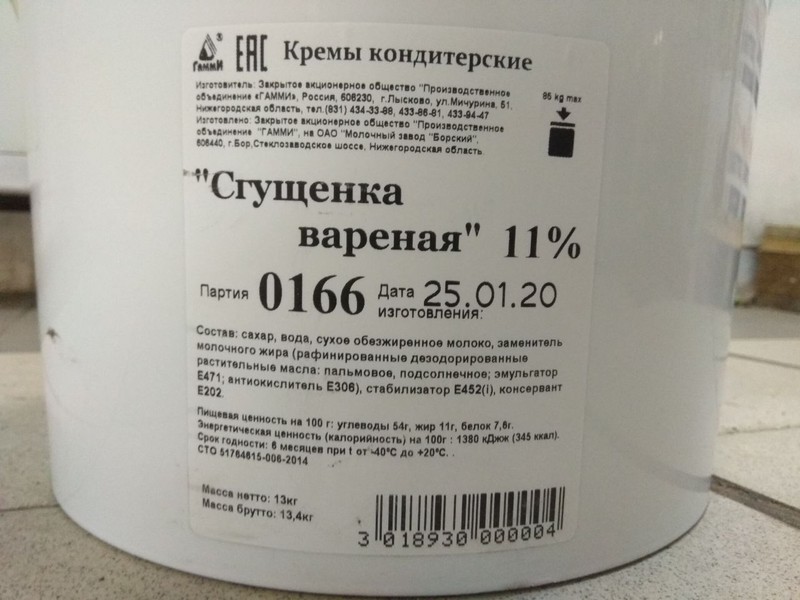 ГаммИ ® ЕАС Кремы кондитерские
Изготовитель: Закрытое акционерное общество "Производственное
объединение «ГАММИ», Россия, 606230, г.Лысково, ул.Мичурина. 51,
Нижегородская область, тел.(831) 434-33-98, 433-86-81, 433-94-47
Изготовлено: Закрытое акционерное общество "Производственное
объединение "ГАММИ", на ОАО "Молочный завод "Борский",
606440, г.Бор,Стеклозаводское шоссе, Нижегородская область.
85 kg max
"Сгущенка
вареная" 11%
Партия 0166 Дата 25.01.20
изготовления:
Состав: сахар, вода, сухое обезжиренное молоко, заменитель
молочного жира (рафинированные дезодорированные
растительные масла: пальмовое, подсолнечное; эмульгатор
Е471; антиокислитель Е306), стабилизатор Е452(i), консервант
Е202.
Пищевая ценность на 100 г: углеводы 54г, жир 11г, белок 7,6г.
Энергетическая ценность (калорийность) на 100г : 1380 кДжж (345 ккал).
Срок годности: 6 месяцев при t от -40°С до +20°С. .
СТО 51764615-006-2014
Масса нетто: 13кг
Масса брутто: 13,4кг
3 018930 000004